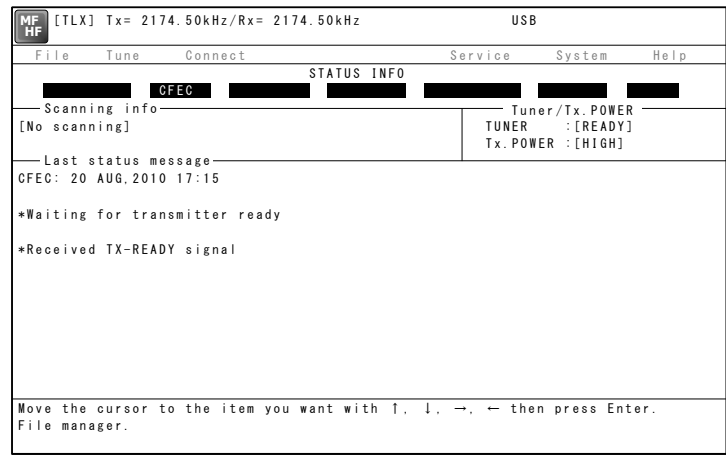 MF HF [TLX] Tx= 2174.50kHz/Rx= 2174.50kHz USB
File Tune Connect Service System Help
STATUS INFO
CFEC
Scanning info Tuner/Tx.POWER
[No scanning] TUNER :[READY]
Tx.POWER :[HIGH]
Last status message
CFEC: 20 AUG,2010 17:15
*Waiting for transmitter ready
*Received TX-READY signal
Move the cursor to the item you want with ↑, ↓, →, ← then press Enter.
File manager.